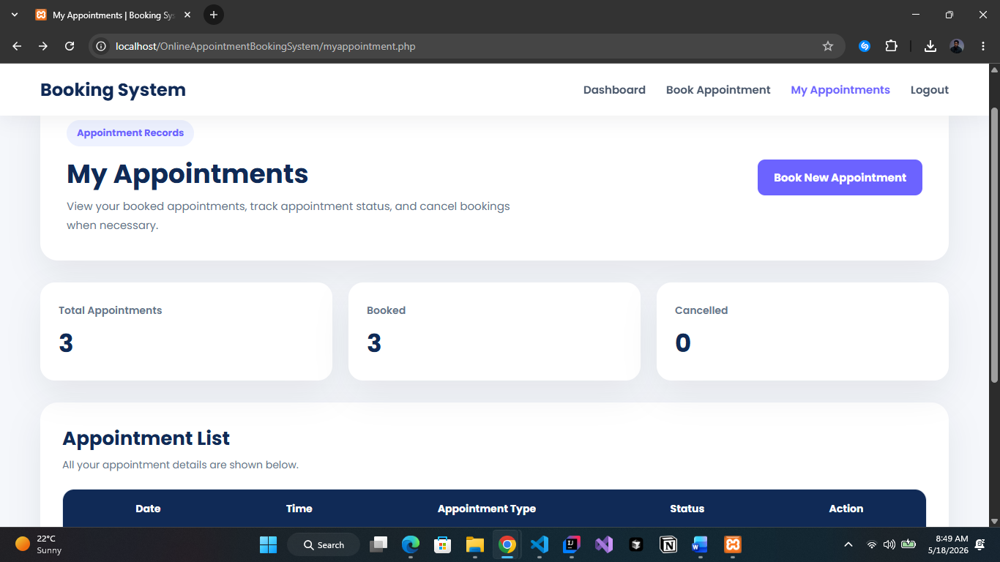 My Appointments | Booking Sys
localhost/OnlineAppointmentBookingSystem/myappointment.php
Booking System
Dashboard
Book Appointment
My Appointments
Logout
Appointment Records
My Appointments
Book New Appointment
View your booked appointments, track appointment status, and cancel bookings
when necessary.
Total Appointments
3
Booked
3
Cancelled
0
Appointment List
All your appointment details are shown below.
Date Time Appointment Type Status Action
22°C
Sunny
Search
8:49 AM
5/18/2026